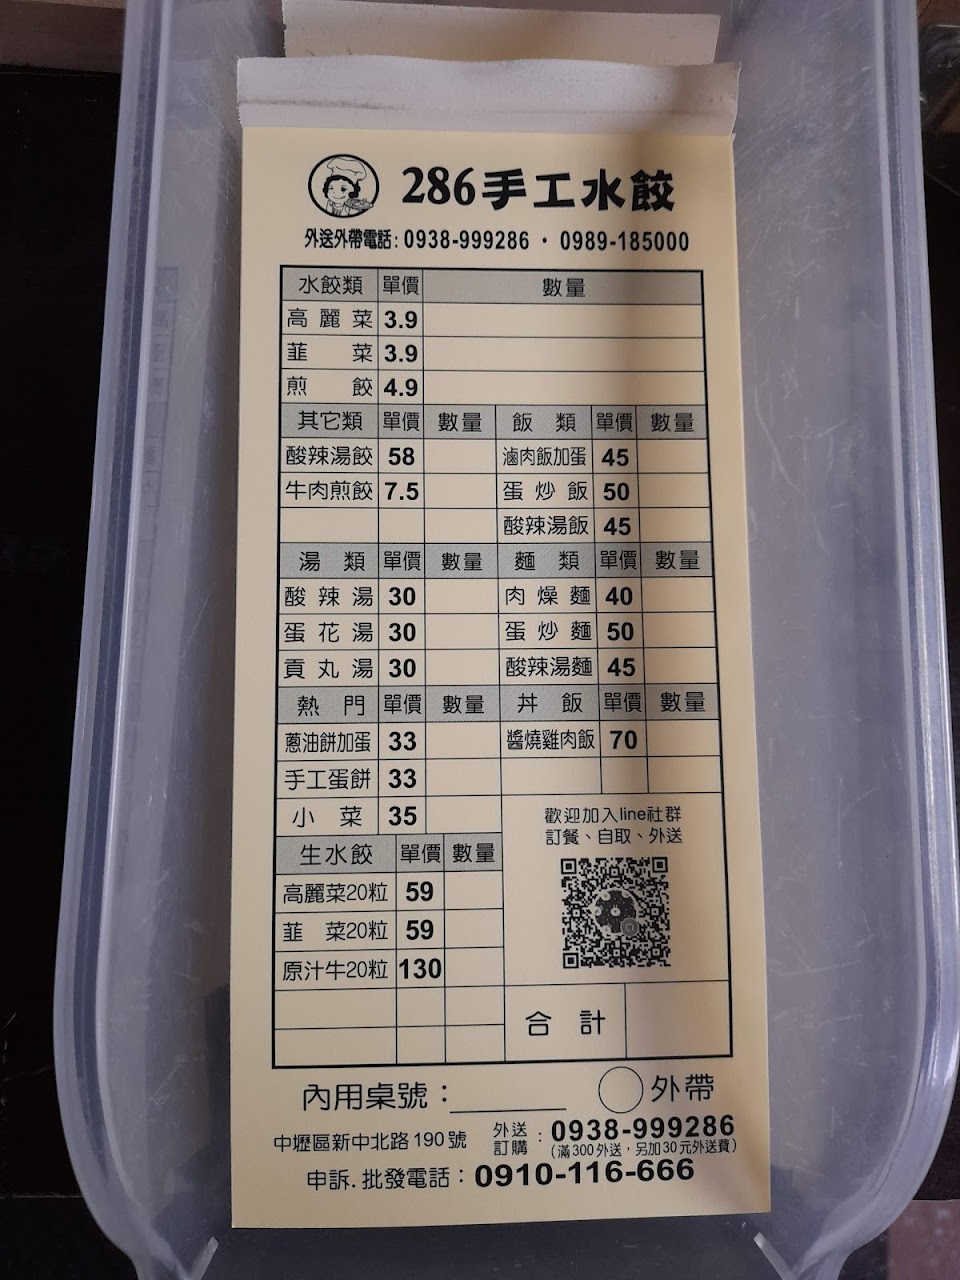 286手工水餃
外送外帶電話：0938-999286 · 0989-185000
水餃類 單價 數量
高麗菜 3.9
韮菜 3.9
煎餃 4.9
其它類 單價 數量 飯類 單價 數量
酸辣湯餃 58 滷肉飯加蛋 45
牛肉煎餃 7.5 蛋炒飯 50
酸辣湯飯 45
湯類 單價 數量 麵類 單價 數量
酸辣湯 30 肉燥麵 40
蛋花湯 30 蛋炒麵 50
貢丸湯 30 酸辣湯麵 45
熱門 單價 數量 丼飯 單價 數量
蔥油餅加蛋 33 醬燒雞肉飯 70
手工蛋餅 33
小菜 35
歡迎加入line社群
訂餐、自取、外送
生水餃 單價 數量
高麗菜20粒 59
韮菜20粒 59
原汁牛20粒 130
合計
內用桌號：
外帶
中壢區新中北路190號
外送訂購：0938-999286
（滿300外送，另加30元外送費）
申訴.批發電話：0910-116-666